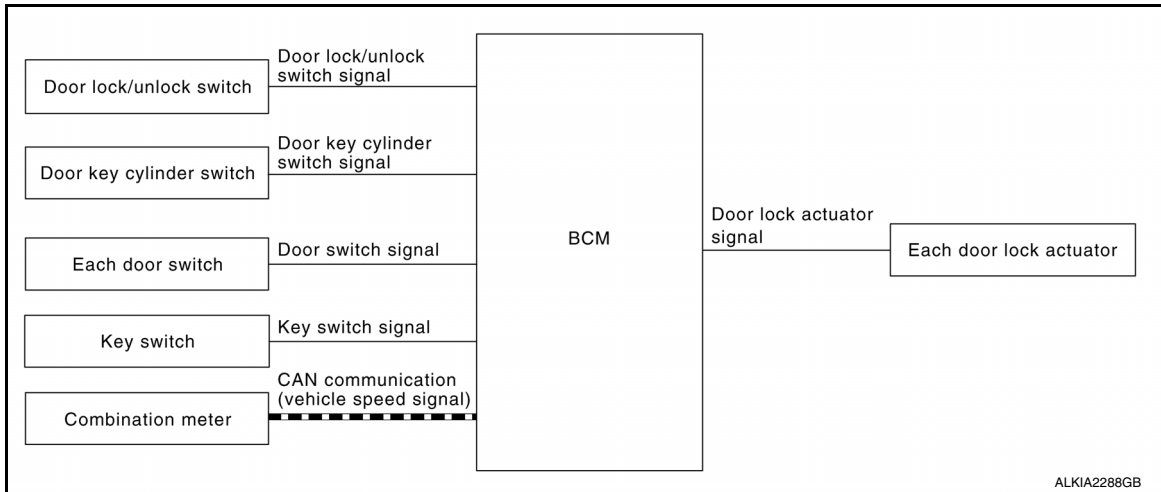 Door lock/unlock switch
Door lock/unlock
switch signal
Door key cylinder switch
Door key cylinder
switch signal
Each door switch
Door switch signal
Key switch
Key switch signal
Combination meter
CAN communication
(vehicle speed signal)
BCM
Door lock actuator
signal
Each door lock actuator
ALKIA2288GB